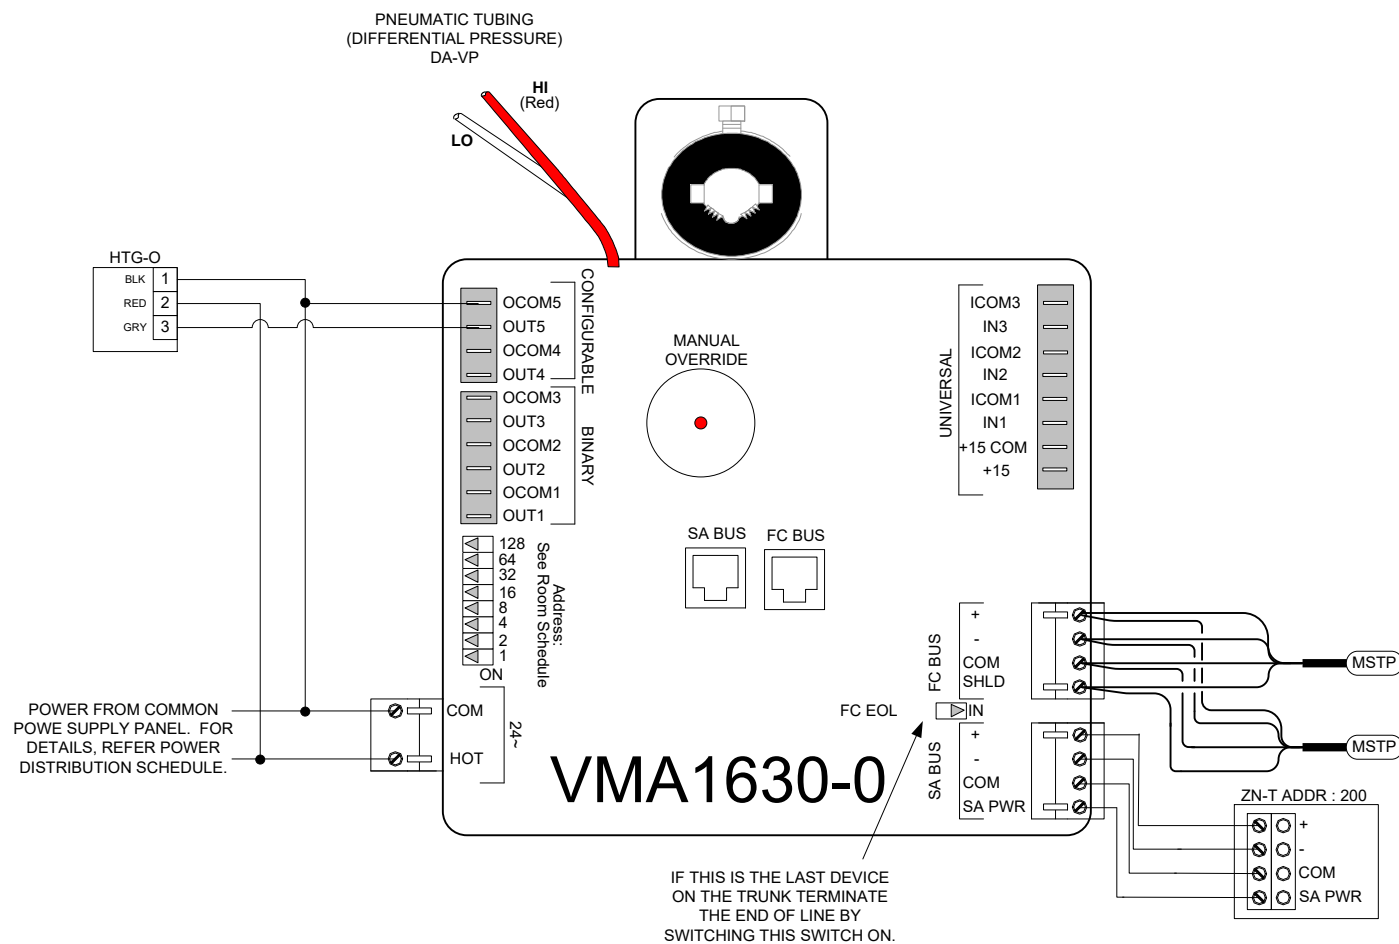 PNEUMATIC TUBING
(DIFFERENTIAL PRESSURE)
DA-VP
HI
(Red)
LO
HTG-O
BLK 1
RED 2
GRY 3
CONFIGURABLE
OCOM5
OUT5
OCOM4
OUT4
BINARY
OCOM3
OUT3
OCOM2
OUT2
OCOM1
OUT1
MANUAL
OVERRIDE
UNIVERSAL
ICOM3
IN3
ICOM2
IN2
ICOM1
IN1
+15 COM
+15
128
64
32
16
8
4
2
1
ON
Address:
See Room Schedule
SA BUS
FC BUS
FC BUS
+
-
COM
SHLD
MSTP
MSTP
FC EOL
IN
SA BUS
+
-
COM
SA PWR
POWER FROM COMMON
POWE SUPPLY PANEL. FOR
DETAILS, REFER POWER
DISTRIBUTION SCHEDULE.
COM
HOT
24~
VMA1630-0
ZN-T ADDR : 200
+
-
COM
SA PWR
IF THIS IS THE LAST DEVICE
ON THE TRUNK TERMINATE
THE END OF LINE BY
SWITCHING THIS SWITCH ON.